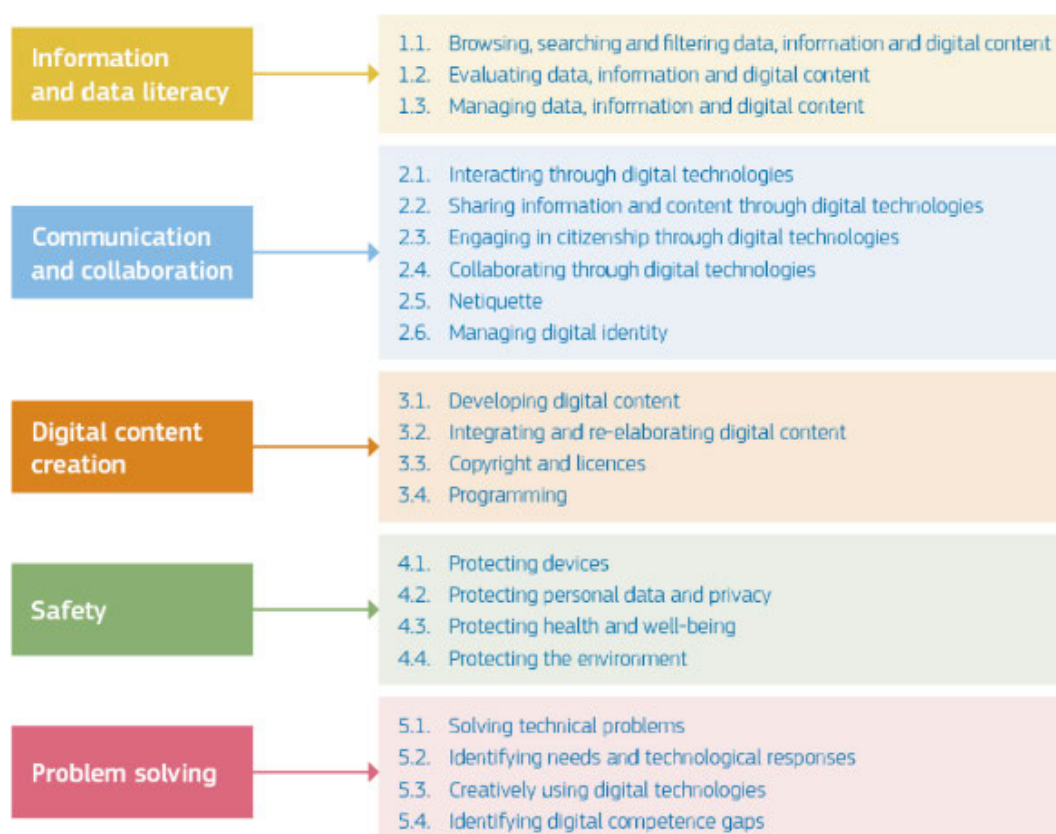 Information
and data literacy
1.1. Browsing, searching and filtering data, information and digital content
1.2. Evaluating data, information and digital content
1.3. Managing data, information and digital content
Communication
and collaboration
2.1. Interacting through digital technologies
2.2. Sharing information and content through digital technologies
2.3. Engaging in citizenship through digital technologies
2.4. Collaborating through digital technologies
2.5. Netiquette
2.6. Managing digital identity
Digital content
creation
3.1. Developing digital content
3.2. Integrating and re-elaborating digital content
3.3. Copyright and licences
3.4. Programming
Safety
4.1. Protecting devices
4.2. Protecting personal data and privacy
4.3. Protecting health and well-being
4.4. Protecting the environment
Problem solving
5.1. Solving technical problems
5.2. Identifying needs and technological responses
5.3. Creatively using digital technologies
5.4. Identifying digital competence gaps